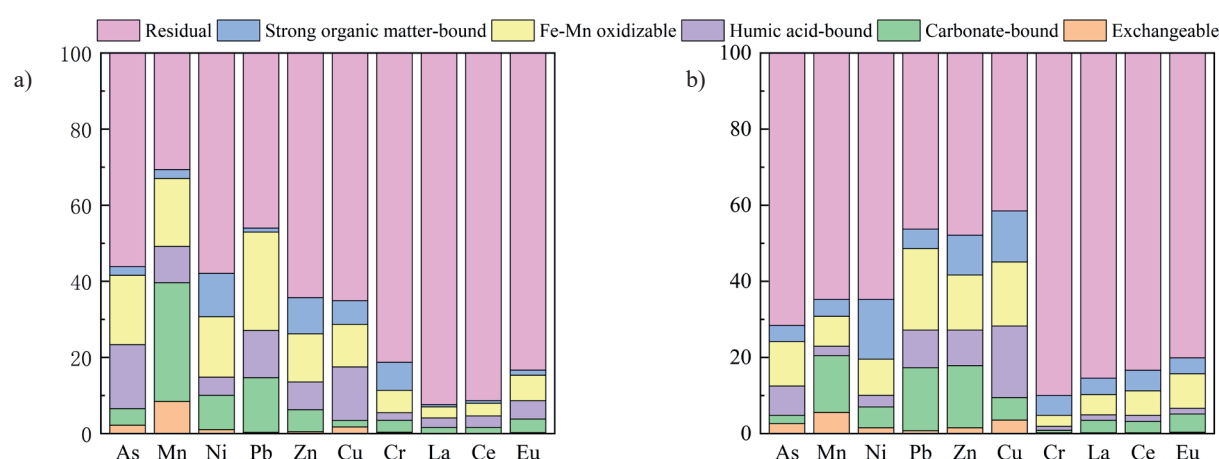 Residual Strong organic matter-bound Fe-Mn oxidizable Humic acid-bound Carbonate-bound Exchangeable
a)
100
80
60
40
20
0
As Mn Ni Pb Zn Cu Cr La Ce Eu
b)
100
80
60
40
20
0
As Mn Ni Pb Zn Cu Cr La Ce Eu